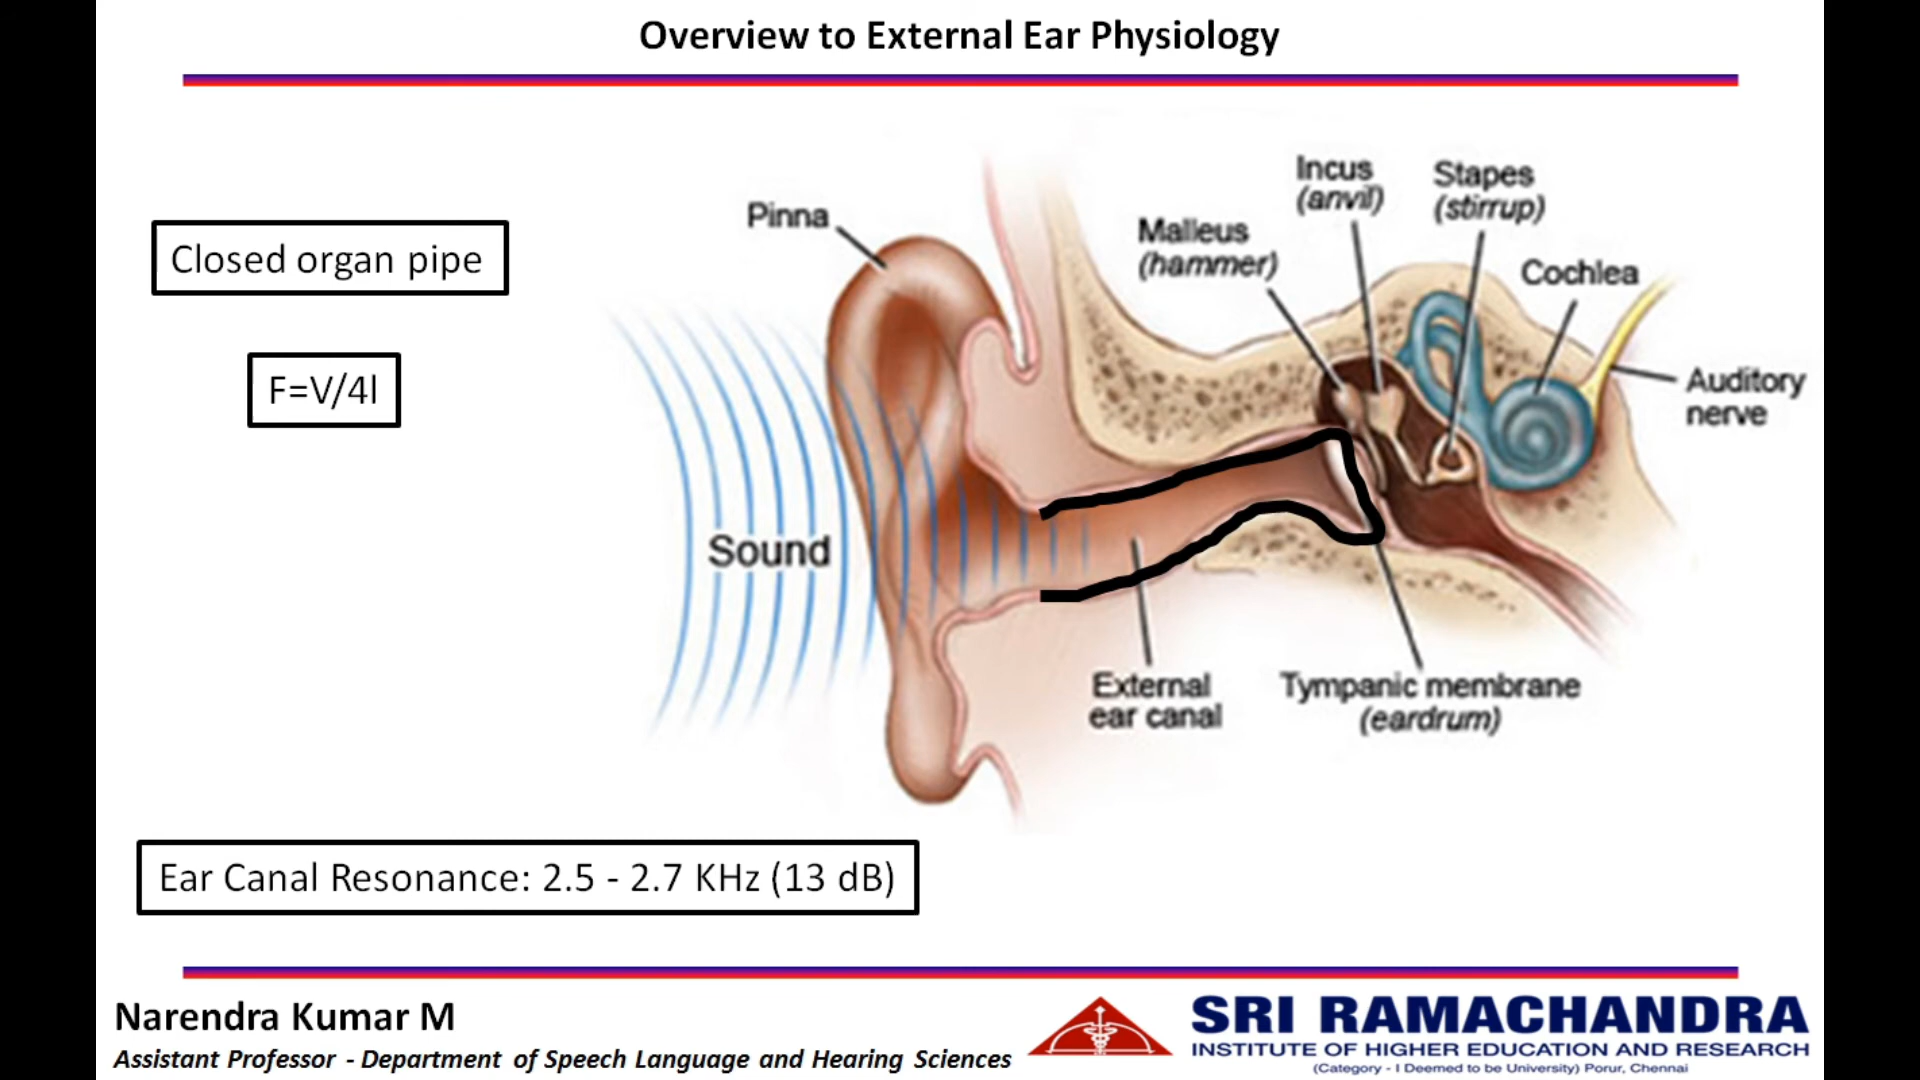 Overview to External Ear Physiology
Closed organ pipe
F=V/4l
Pinna
Malleus
(hammer)
Incus
(anvil)
Stapes
(stirrup)
Cochlea
Auditory
nerve
Sound
External
ear canal
Tympanic membrane
(eardrum)
Ear Canal Resonance: 2.5 - 2.7 KHz (13 dB)
Narendra Kumar M
Assistant Professor - Department of Speech Language and Hearing Sciences
SRI RAMACHANDRA
INSTITUTE OF HIGHER EDUCATION AND RESEARCH
(Category - I Deemed to be University) Porur, Chennai